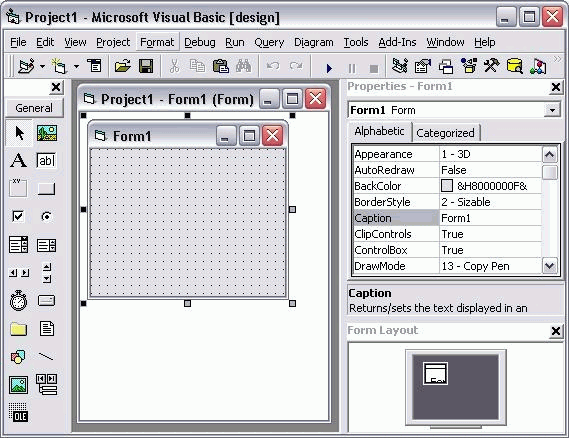 Project1 - Microsoft Visual Basic [design]
File Edit View Project Format Debug Run Query Diagram Tools Add-Ins Window Help
General
A ab
xy
OLE
Project1 - Form1 (Form)
Form1
Properties - Form1
Form1 Form
Alphabetic Categorized
Appearance 1 - 3D
AutoRedraw False
BackColor &H8000000F&
BorderStyle 2 - Sizable
Caption Form1
ClipControls True
ControlBox True
DrawMode 13 - Copy Pen
Caption
Returns/sets the text displayed in an
Form Layout